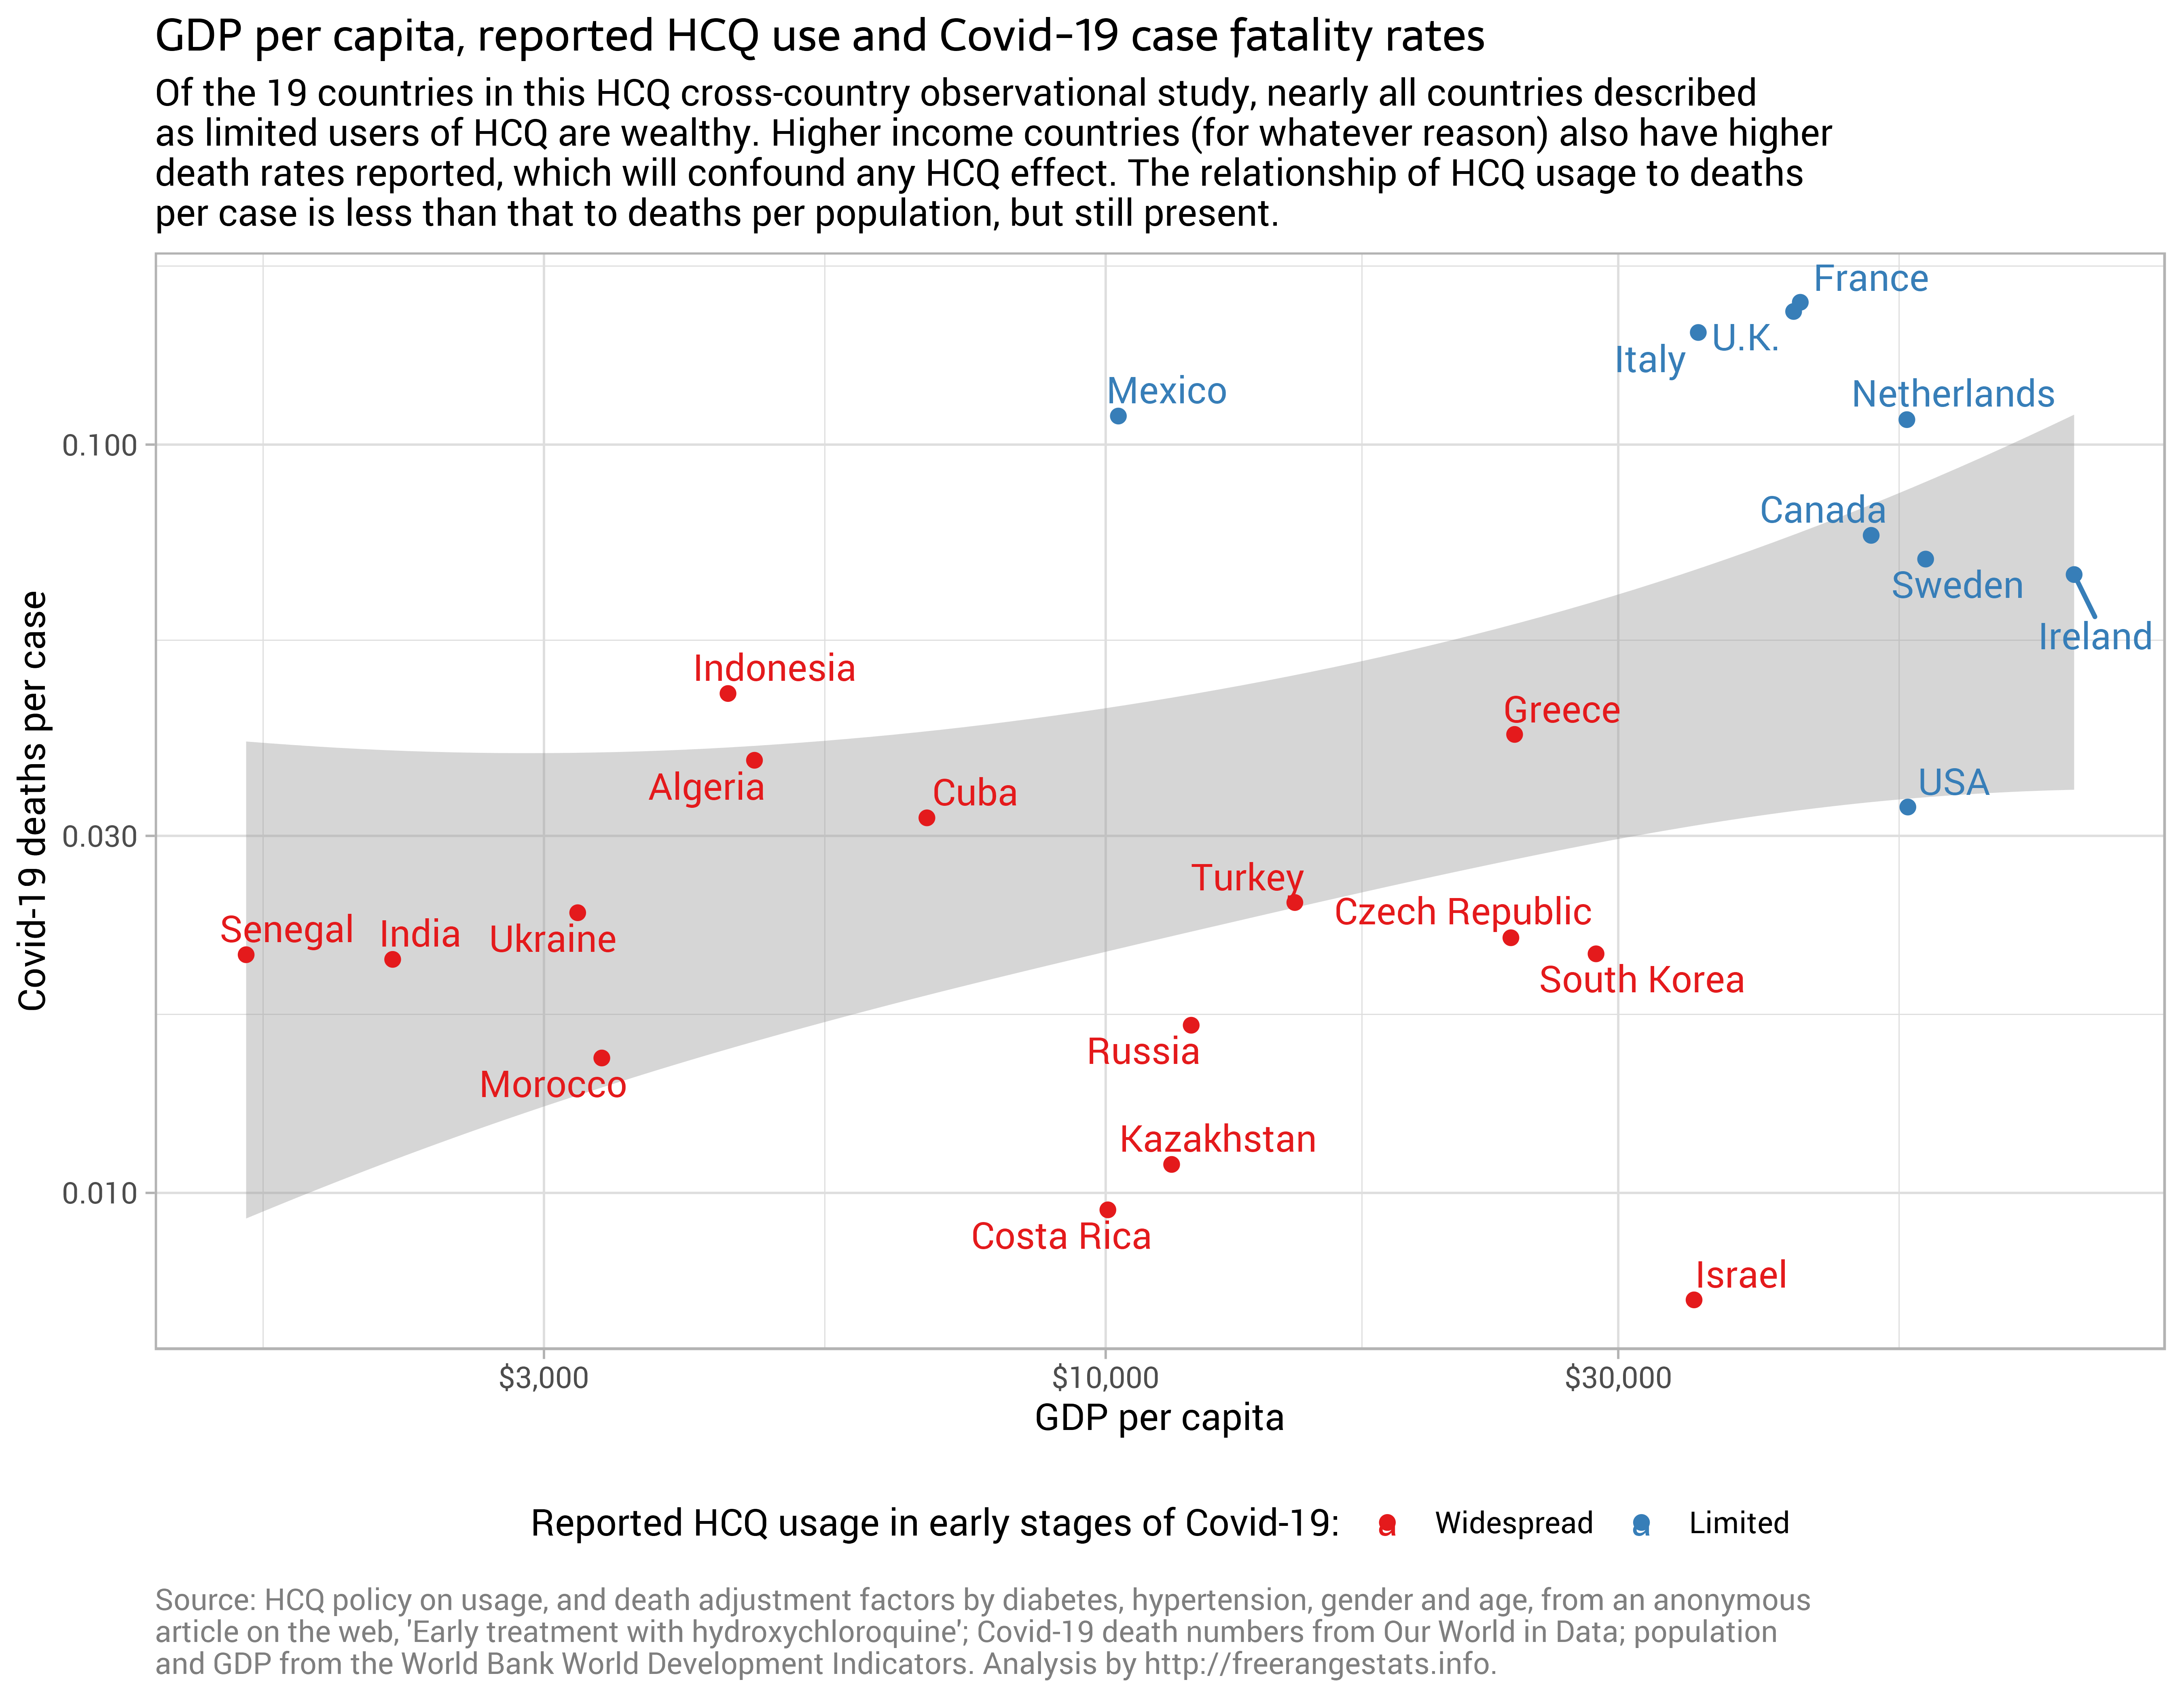 GDP per capita, reported HCQ use and Covid-19 case fatality rates
Of the 19 countries in this HCQ cross-country observational study, nearly all countries described
as limited users of HCQ are wealthy. Higher income countries (for whatever reason) also have higher
death rates reported, which will confound any HCQ effect. The relationship of HCQ usage to deaths
per case is less than that to deaths per population, but still present.
France
U.K.
Italy
Mexico
Netherlands
0.100
Canada
Sweden
Ireland
Indonesia
Greece
Algeria
Cuba
USA
0.030
Turkey
Czech Republic
Senegal
India
Ukraine
South Korea
Russia
Morocco
Kazakhstan
0.010
Costa Rica
Israel
Covid-19 deaths per case
$3,000
$10,000
$30,000
GDP per capita
Reported HCQ usage in early stages of Covid-19: a Widespread a Limited
Source: HCQ policy on usage, and death adjustment factors by diabetes, hypertension, gender and age, from an anonymous
article on the web, 'Early treatment with hydroxychloroquine'; Covid-19 death numbers from Our World in Data; population
and GDP from the World Bank World Development Indicators. Analysis by http://freerangestats.info.